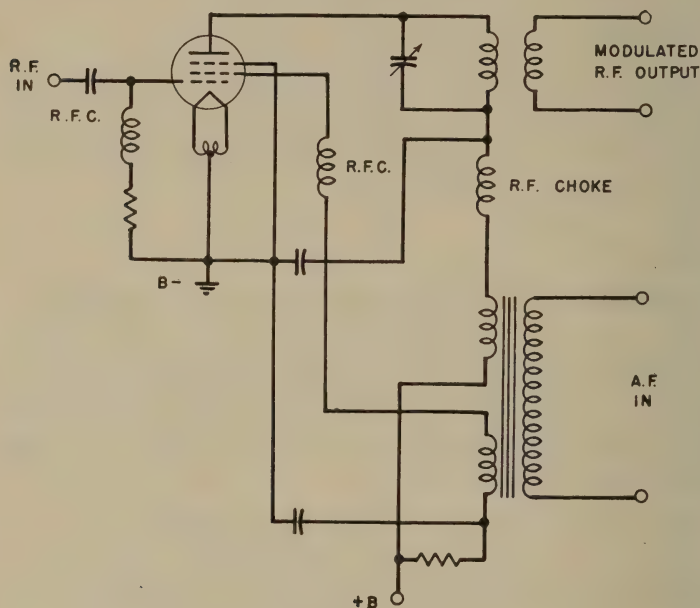 R.F.
IN
R.F.C.
MODULATED
R.F. OUTPUT
R.F.C.
R.F. CHOKE
B-
A.F.
IN
+B